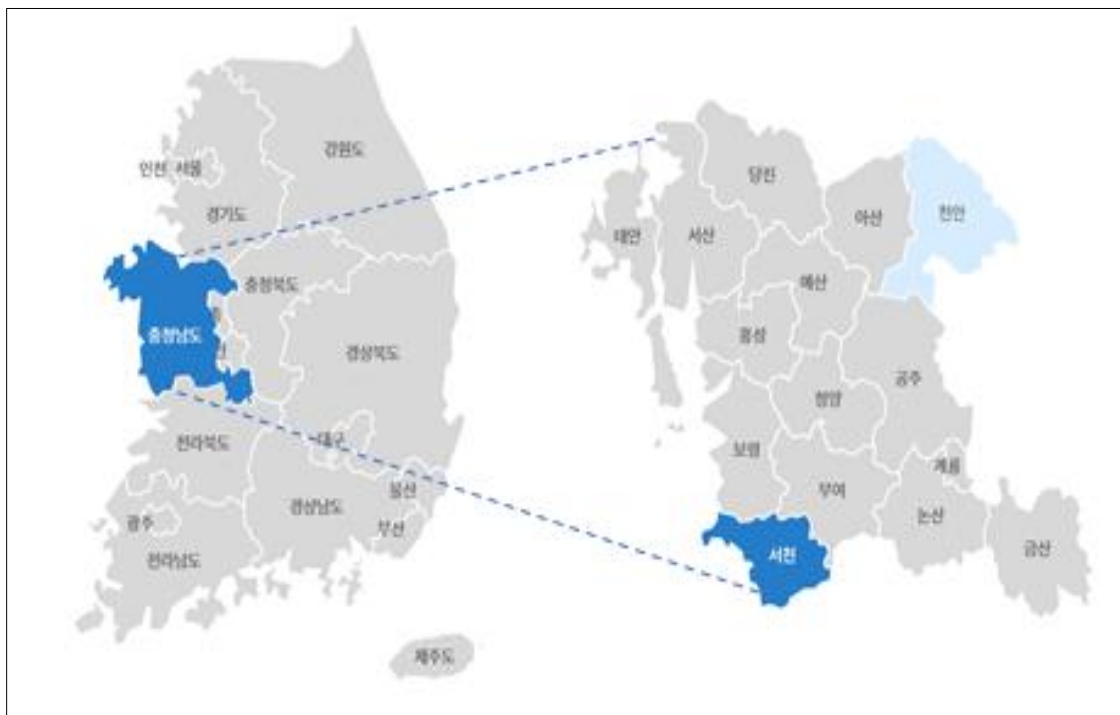 강원도
인천
서울
경기도
충청북도
충청남도
경상북도
전라북도
대구
울산
경상남도
부산
광주
전라남도
제주도
당진
아산
천안
태안
서산
예산
홍성
공주
청양
보령
계룡
부여
논산
서천
금산